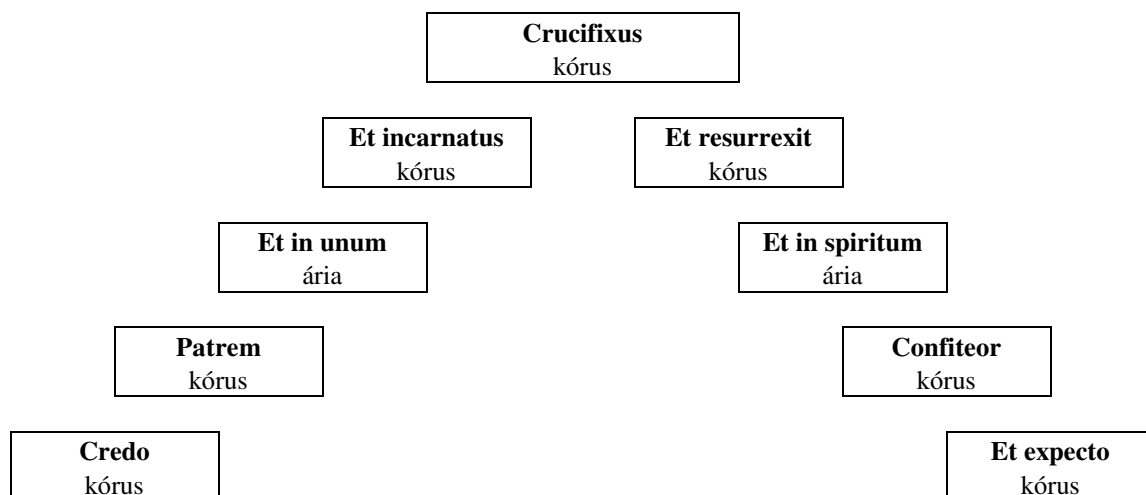 Crucifixus
kórus
Et incarnatus
kórus
Et resurrexit
kórus
Et in unum
ária
Et in spiritum
ária
Patrem
kórus
Confiteor
kórus
Credo
kórus
Et expecto
kórus